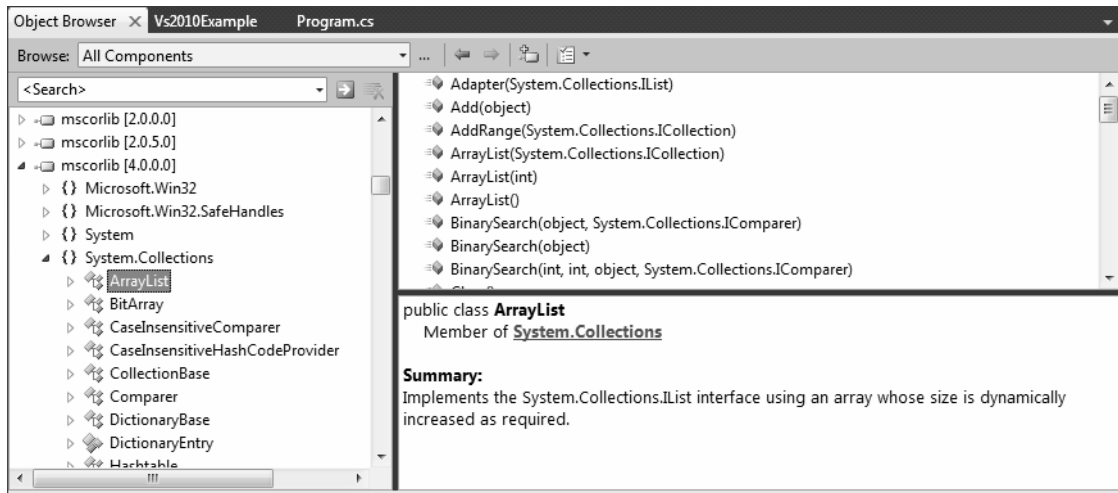 Object Browser Vs2010Example Program.cs
Browse: All Components ...
<Search>
mscorlib [2.0.0.0]
mscorlib [2.0.5.0]
mscorlib [4.0.0.0]
{} Microsoft.Win32
{} Microsoft.Win32.SafeHandles
{} System
{} System.Collections
ArrayList
BitArray
CaseInsensitiveComparer
CaseInsensitiveHashCodeProvider
CollectionBase
Comparer
DictionaryBase
DictionaryEntry
Hashtable
Adapter(System.Collections.IList)
Add(object)
AddRange(System.Collections.ICollection)
ArrayList(System.Collections.ICollection)
ArrayList(int)
ArrayList()
BinarySearch(object, System.Collections.IComparer)
BinarySearch(object)
BinarySearch(int, int, object, System.Collections.IComparer)
public class ArrayList
Member of System.Collections
Summary:
Implements the System.Collections.IList interface using an array whose size is dynamically
increased as required.